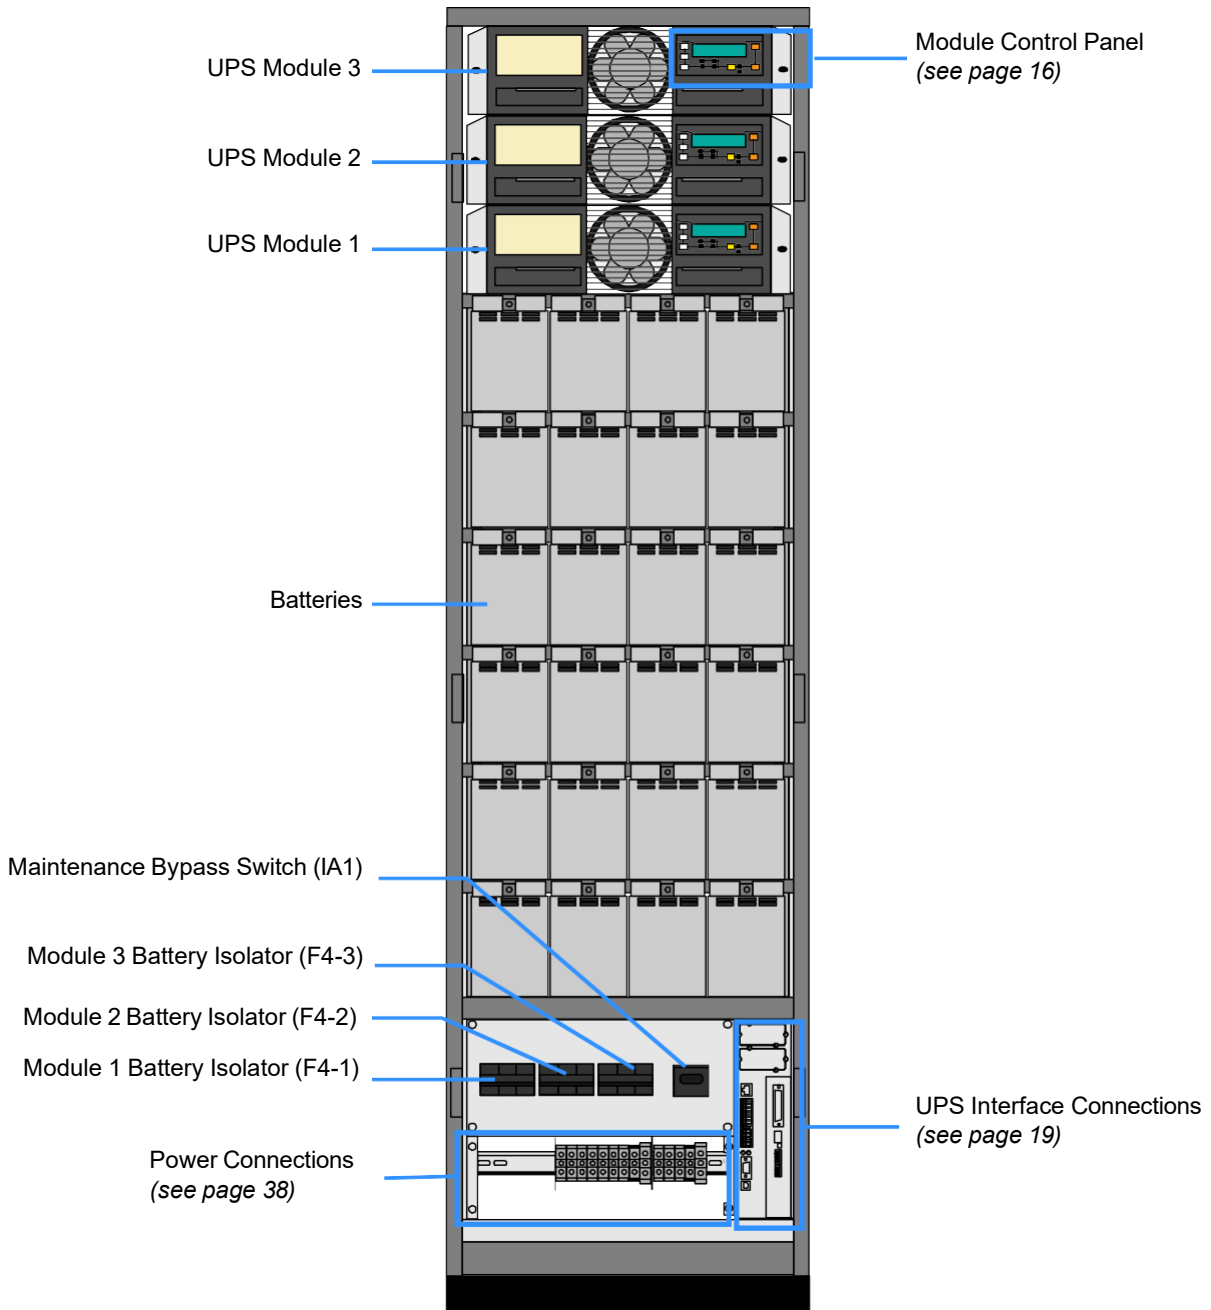 Module Control Panel
(see page 16)
UPS Module 3
UPS Module 2
UPS Module 1
Batteries
Maintenance Bypass Switch (IA1)
Module 3 Battery Isolator (F4-3)
Module 2 Battery Isolator (F4-2)
Module 1 Battery Isolator (F4-1)
UPS Interface Connections
(see page 19)
Power Connections
(see page 38)